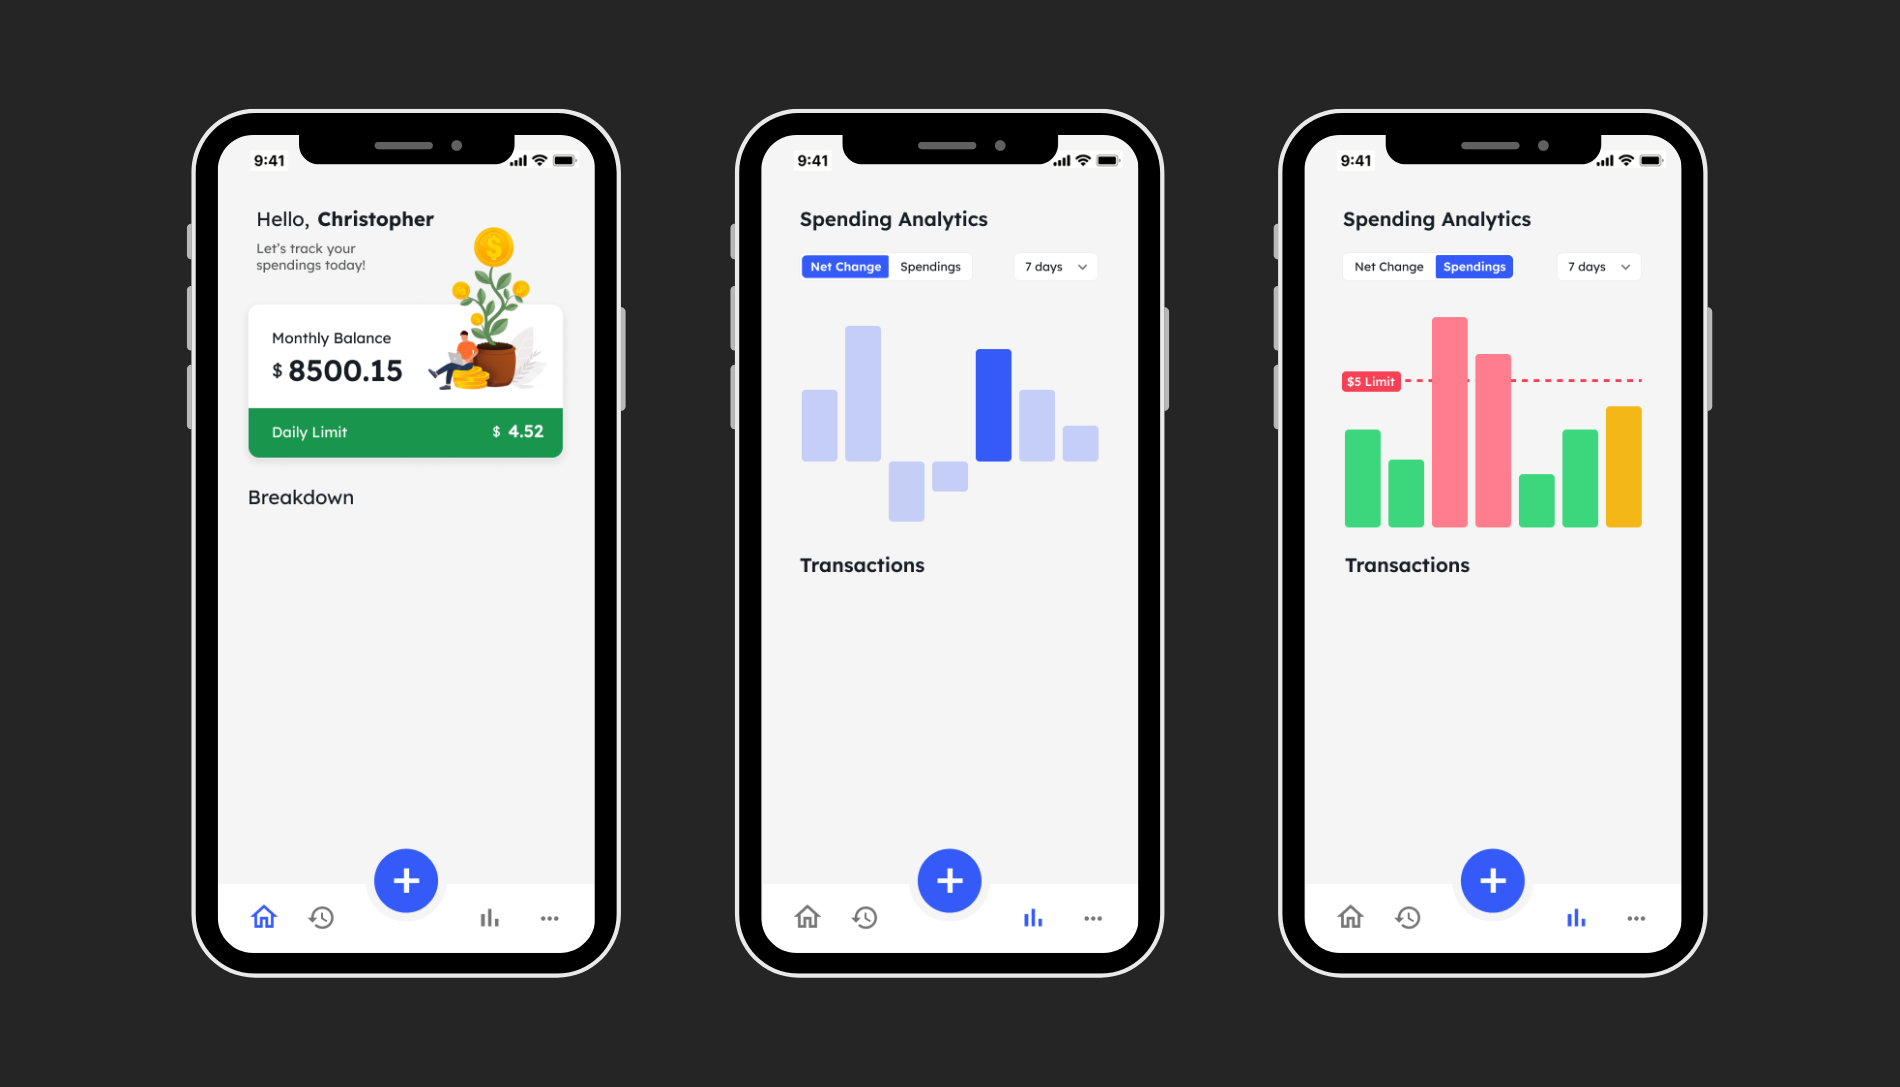 9:41
Hello, Christopher
Let's track your
spendings today!
Monthly Balance
$ 8500.15
Daily Limit $ 4.52
Breakdown
9:41
Spending Analytics
Net Change Spendings 7 days
Transactions
9:41
Spending Analytics
Net Change Spendings 7 days
$5 Limit
Transactions